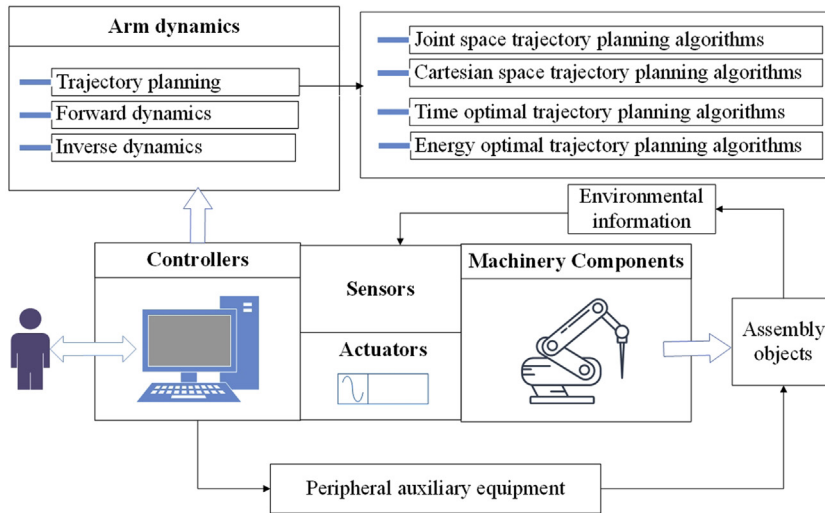 Arm dynamics
Trajectory planning
Forward dynamics
Inverse dynamics
Joint space trajectory planning algorithms
Cartesian space trajectory planning algorithms
Time optimal trajectory planning algorithms
Energy optimal trajectory planning algorithms
Environmental
information
Controllers
Sensors
Actuators
Machinery Components
Assembly
objects
Peripheral auxiliary equipment